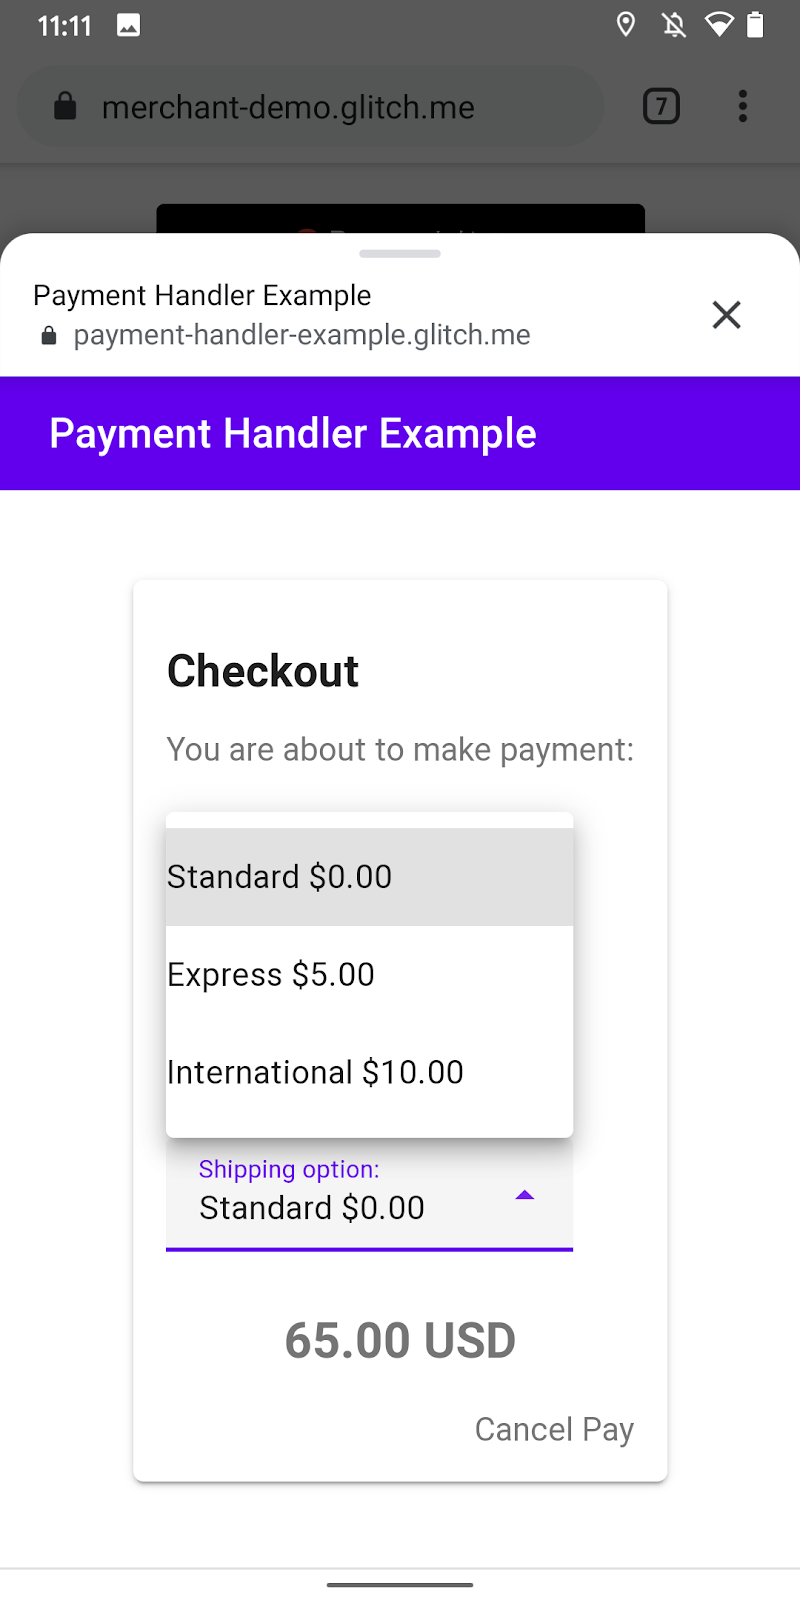 11:11
merchant-demo.glitch.me
7
Payment Handler Example
payment-handler-example.glitch.me
Payment Handler Example
Checkout
You are about to make payment:
Standard $0.00
Express $5.00
International $10.00
Shipping option:
Standard $0.00
65.00 USD
Cancel Pay